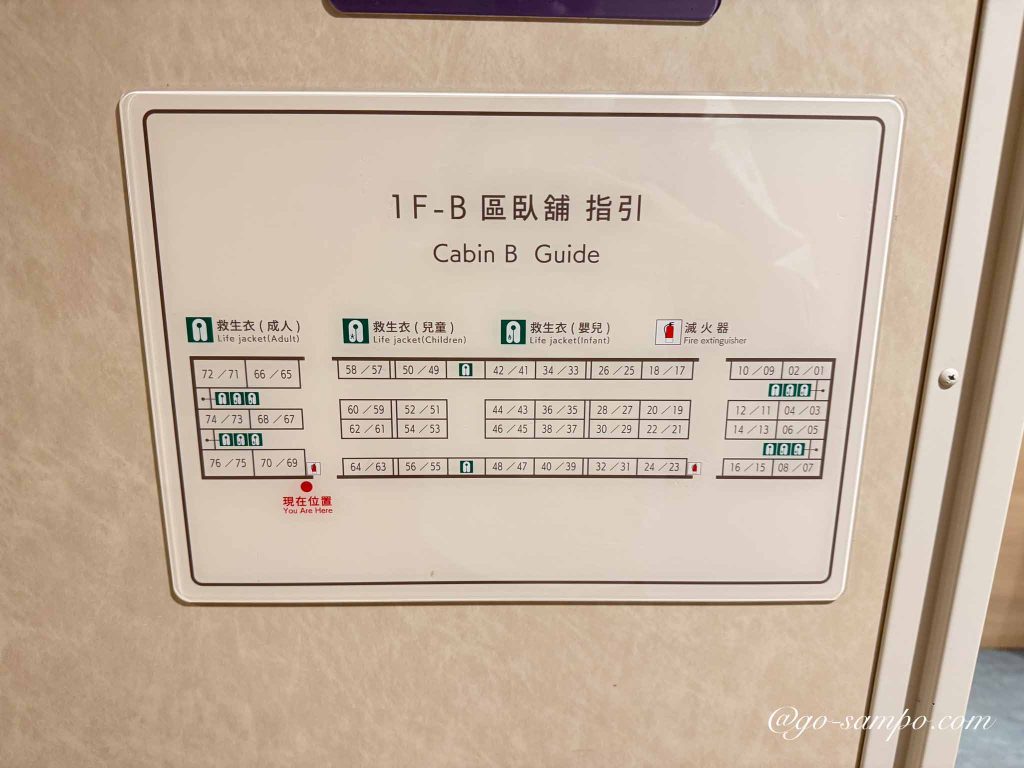 1F-B 區臥舖 指引
Cabin B Guide
救生衣(成人)
Life jacket(Adult)
救生衣(兒童)
Life jacket(Children)
救生衣(嬰兒)
Life jacket(Infant)
滅火器
Fire extinguisher
72/71 66/65 58/57 50/49 42/41 34/33 26/25 18/17 10/09 02/01
74/73 68/67 60/59 52/51 44/43 36/35 28/27 20/19 12/11 04/03
62/61 54/53 46/45 38/37 30/29 22/21 14/13 06/05
76/75 70/69 64/63 56/55 48/47 40/39 32/31 24/23 16/15 08/07
現在位置
You Are Here
@go-sampo.com